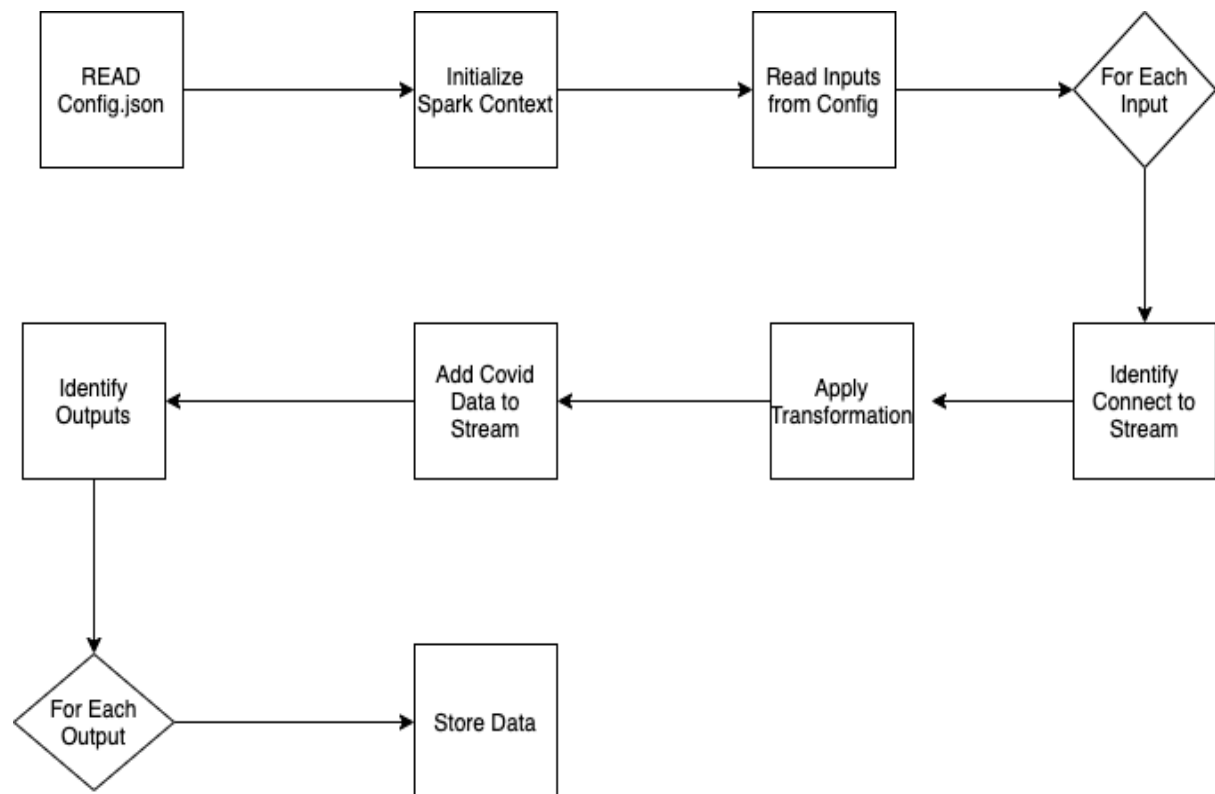 READ
Config.json
Initialize
Spark Context
Read Inputs
from Config
For Each
Input
Identify
Outputs
Add Covid
Data to
Stream
Apply
Transformation
Identify
Connect to
Stream
For Each
Output
Store Data